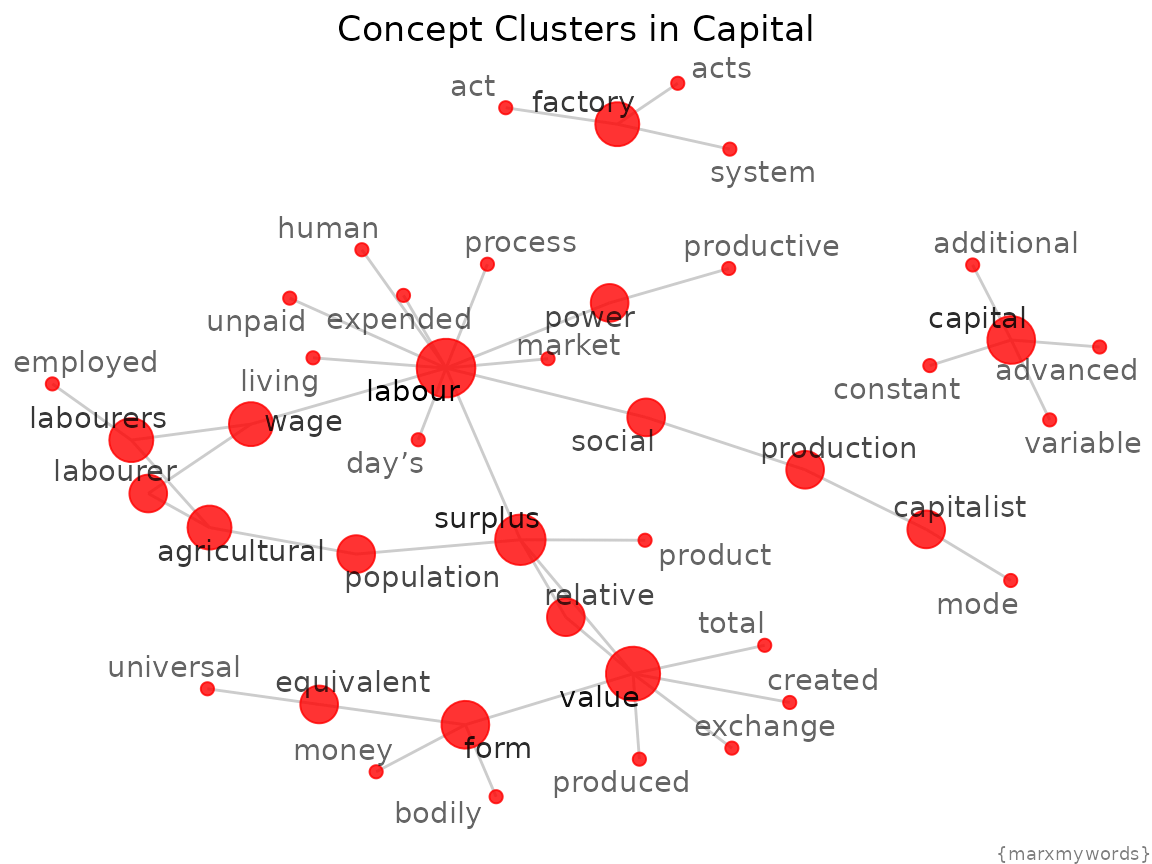 Concept Clusters in Capital
acts
act
factory
system
human
process
productive
additional
unpaid
expended
power
capital
market
employed
living
labour
constant
advanced
labourers
wage
social
production
variable
labourer
day’s
capitalist
surplus
agricultural
population
product
relative
mode
total
universal
equivalent
value
created
exchange
money
form
produced
bodily
{marxmywords}